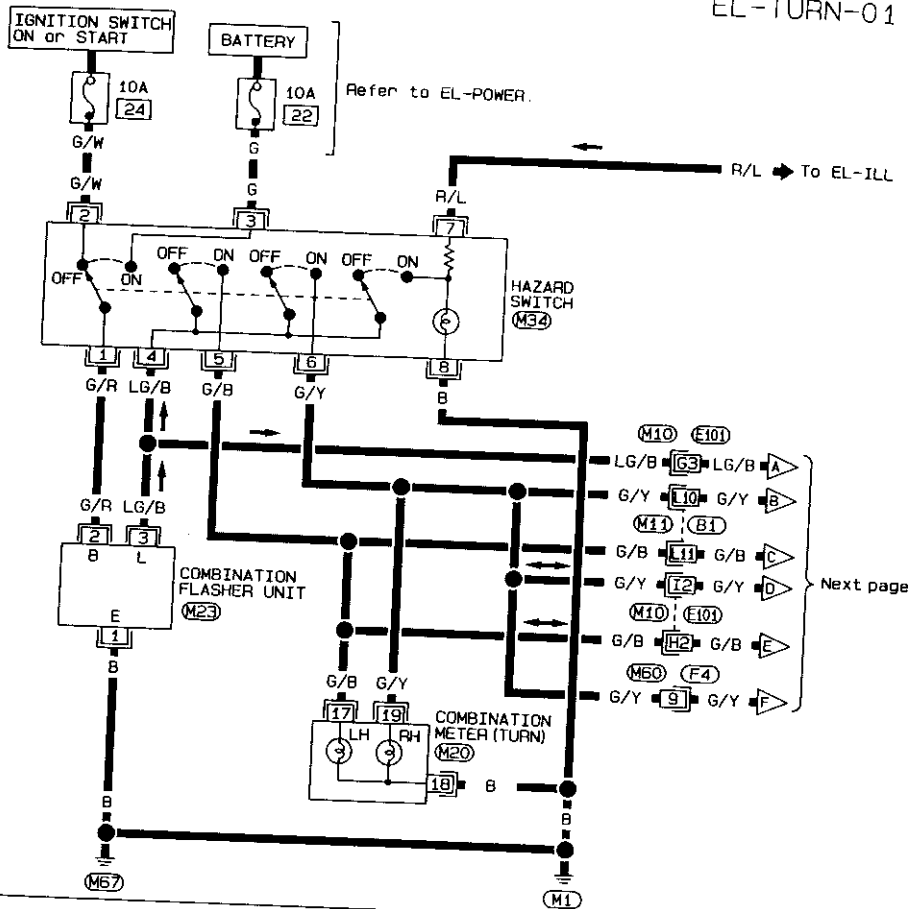 EL-TURN-01
IGNITION SWITCH
ON or START
BATTERY
10A
24
10A
22
Refer to EL-POWER.
G/W
G
G/W
G
R/L
R/L
To EL-ILL
2
3
7
OFF
ON
OFF
ON
OFF
ON
OFF
ON
HAZARD
SWITCH
M34
1
4
5
6
8
G/R
LG/B
G/B
G/Y
B
M10
E101
LG/B
G3
LG/B
A
G/Y
L10
G/Y
B
M11
B1
G/B
L11
G/B
C
G/Y
I2
G/Y
D
M10
E101
G/B
H2
G/B
E
M60
F4
G/Y
9
G/Y
F
Next page
G/R
LG/B
2
3
B
L
E
1
COMBINATION
FLASHER UNIT
M23
B
G/B
G/Y
17
19
LH
RH
18
COMBINATION
METER (TURN)
M20
B
B
B
M67
M1